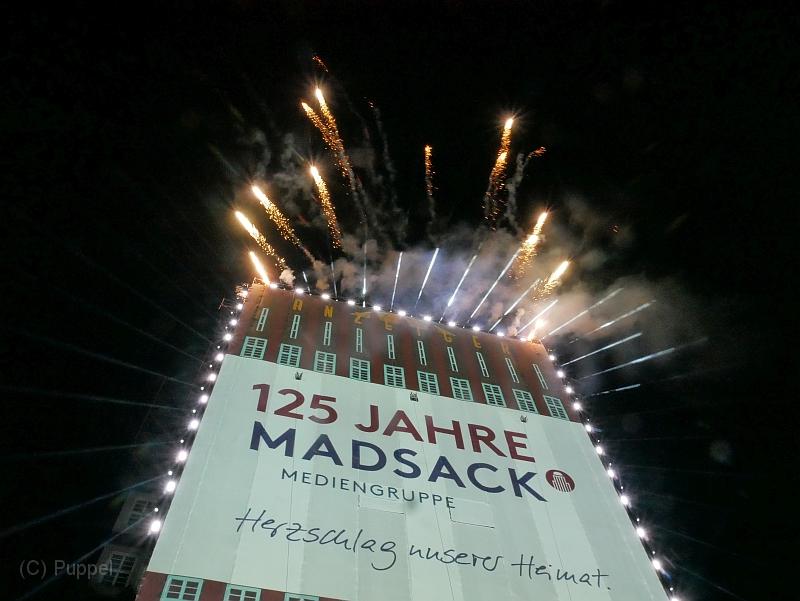 ANZEIGER
125 JAHRE
MADSACK
MEDIENGRUPPE
Herzschlag unserer Heimat.
(C) Puppel